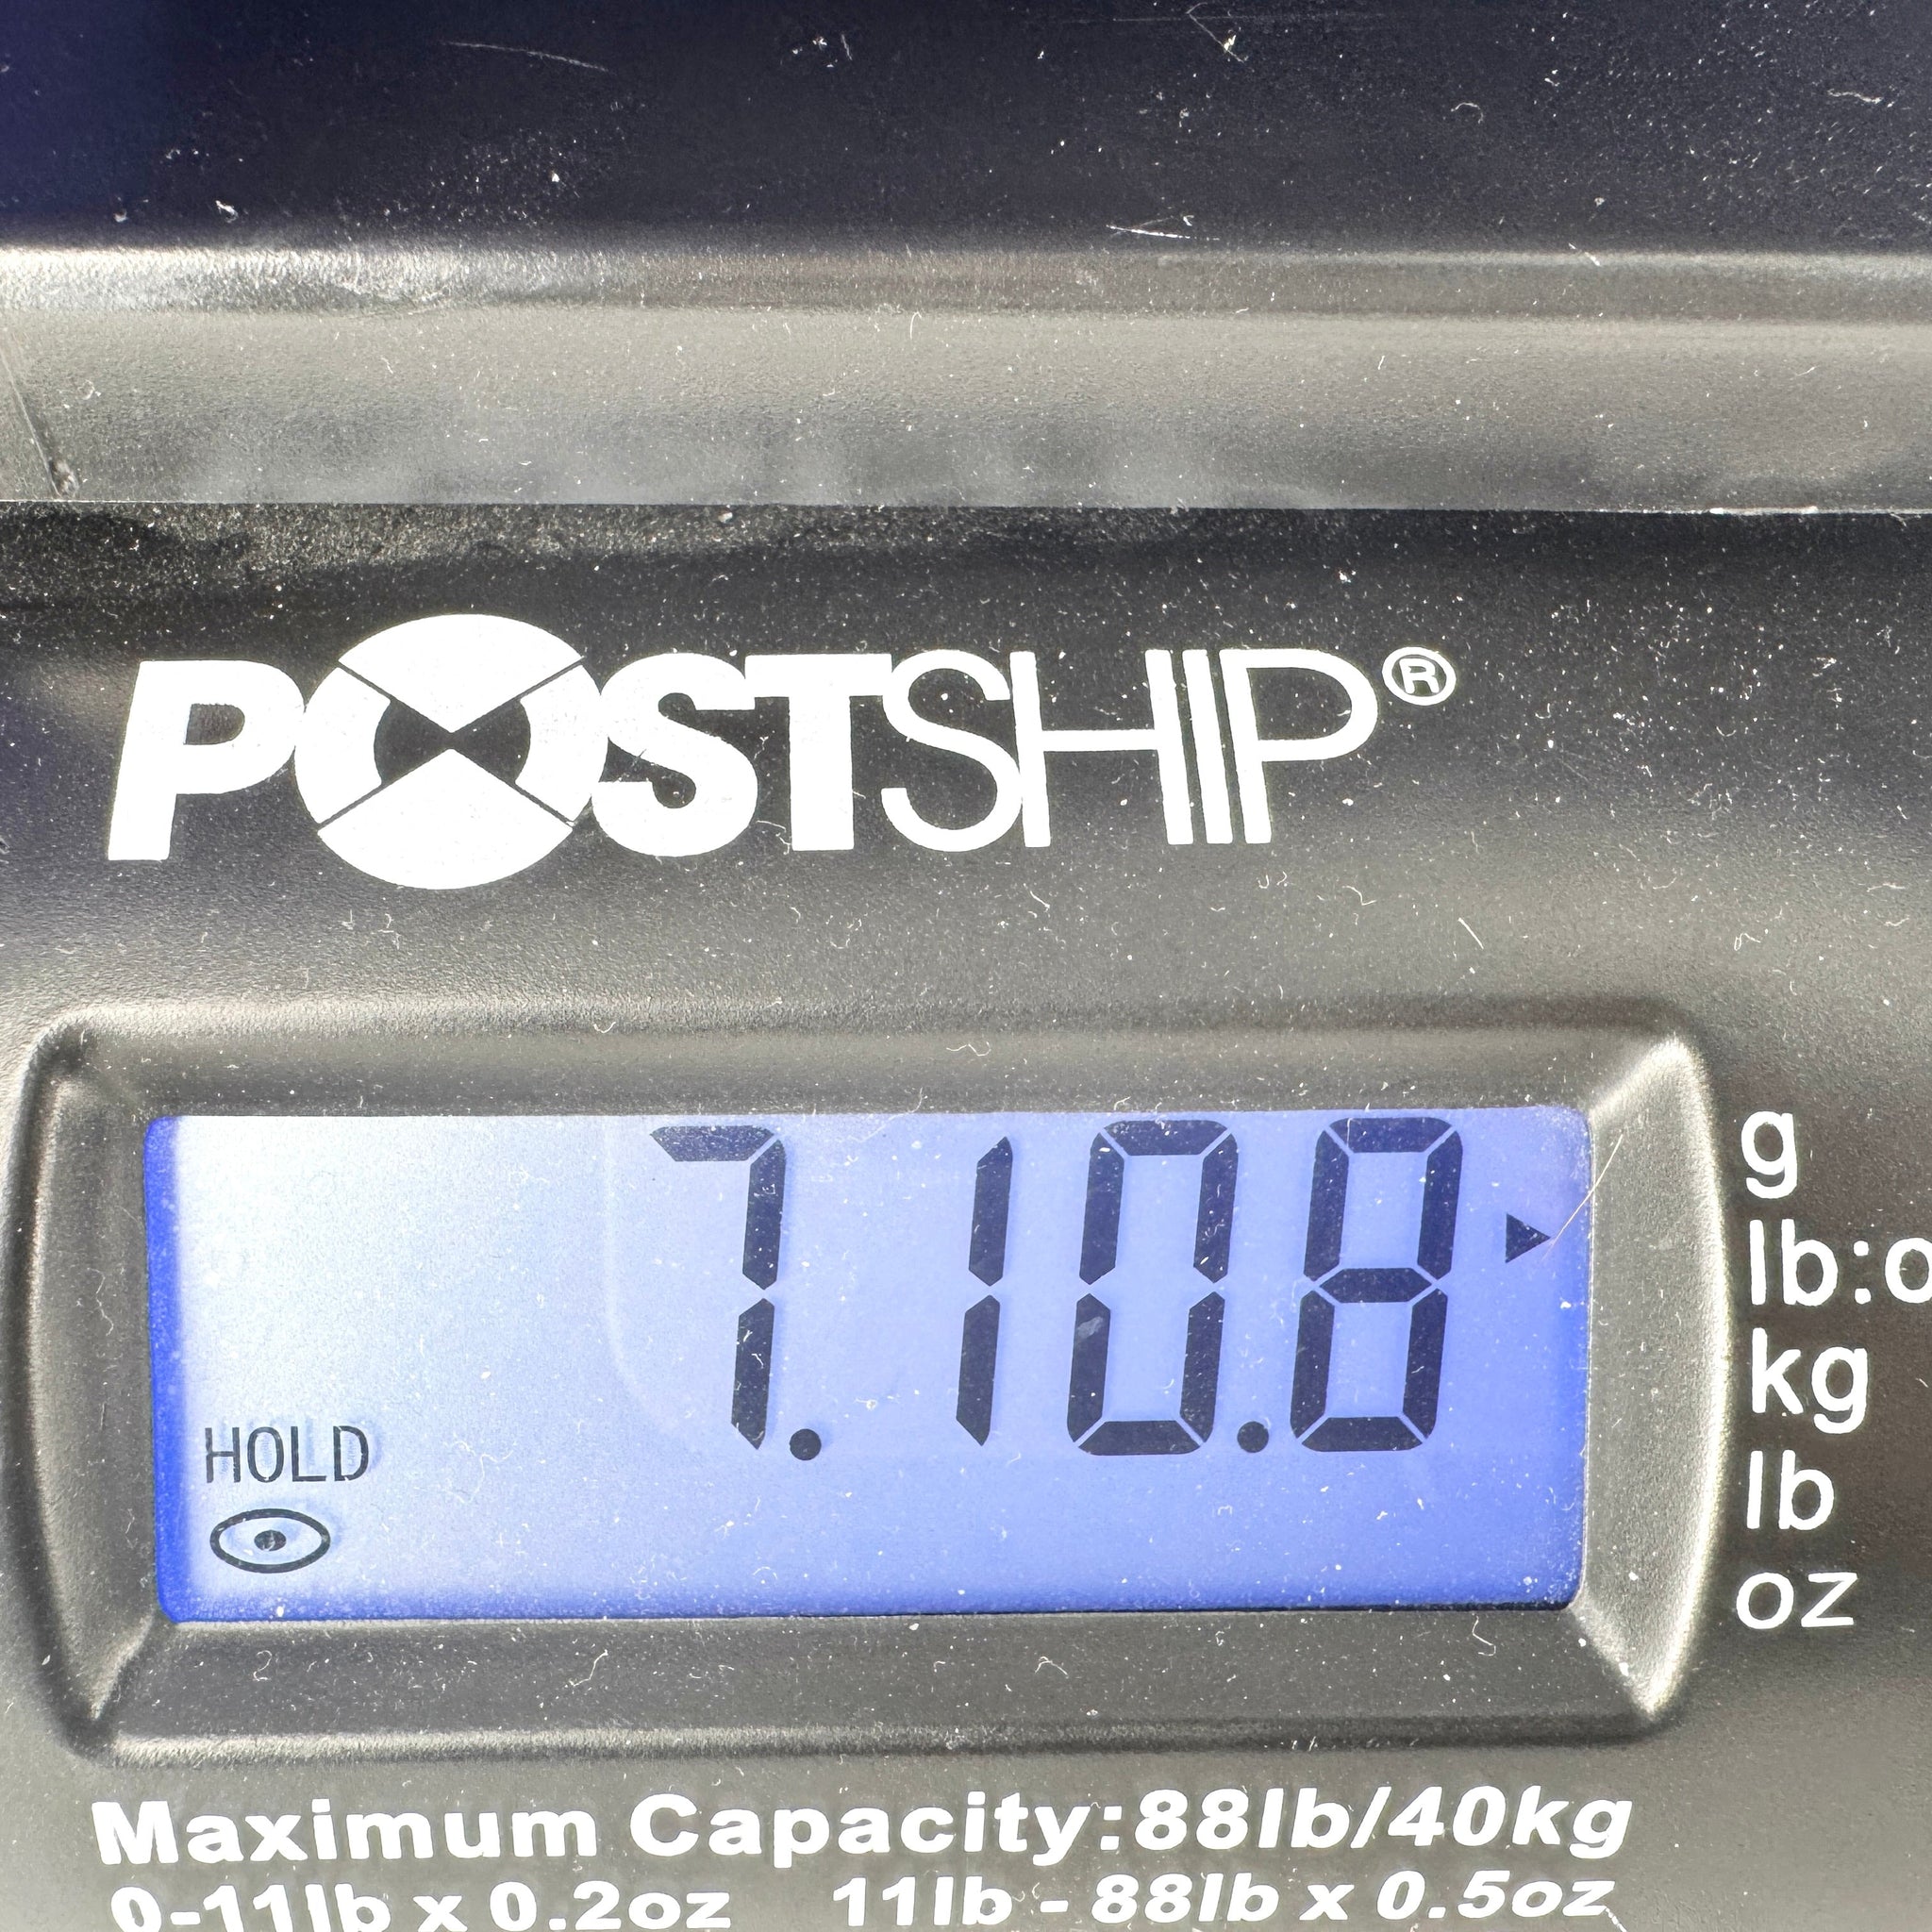 POSTSHIP®
7.10.8
HOLD
g
lb:o
kg
lb
oz
Maximum Capacity:88lb/40kg
0-11lb x 0.2oz 11lb - 88lb x 0.5oz